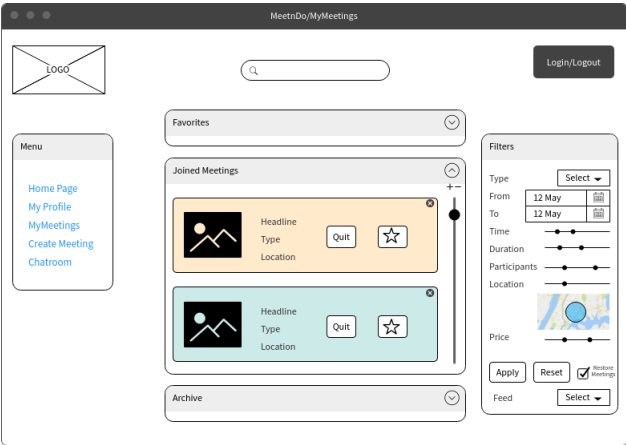 MeetnDo/MyMeetings
LOGO
Login/Logout
Menu
Home Page
My Profile
MyMeetings
Create Meeting
Chatroom
Favorites
Joined Meetings
+-
Headline
Type
Location
Quit
Headline
Type
Location
Quit
Archive
Filters
Type Select
From 12 May
To 12 May
Time
Duration
Participants
Location
Price
Apply Reset Restore
Meetings
Feed Select